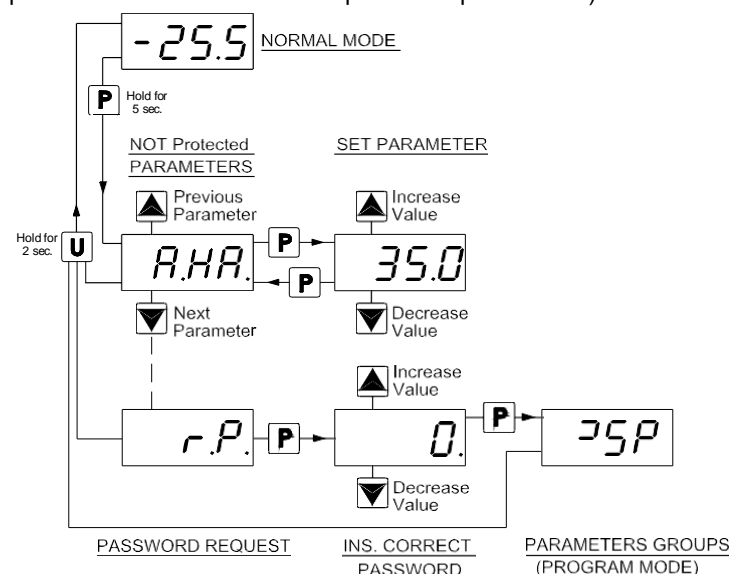 -25.5 NORMAL MODE
P Hold for
5 sec.
NOT Protected
PARAMETERS
SET PARAMETER
Previous
Parameter
Increase
Value
Hold for
2 sec.
U
A.HA.
P
P
35.0
Next
Parameter
Decrease
Value
Increase
Value
r.P.
P
0.
P
SP
Decrease
Value
PASSWORD REQUEST
INS. CORRECT
PASSWORD
PARAMETERS GROUPS
(PROGRAM MODE)